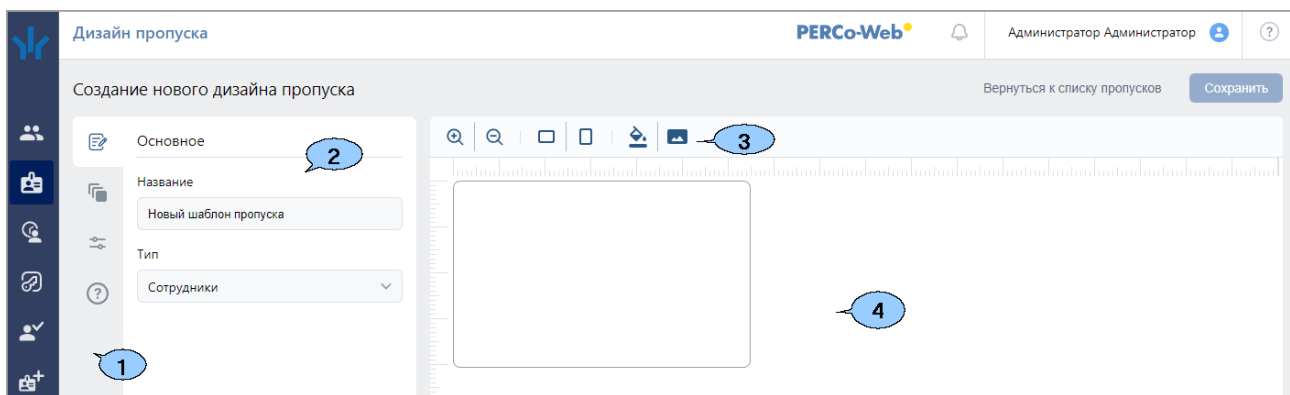 Дизайн пропуска
PERCo-Web
Администратор Администратор
?
Создание нового дизайна пропуска
Вернуться к списку пропусков
Сохранить
Основное
2
3
Название
Новый шаблон пропуска
Тип
Сотрудники
?
4
1